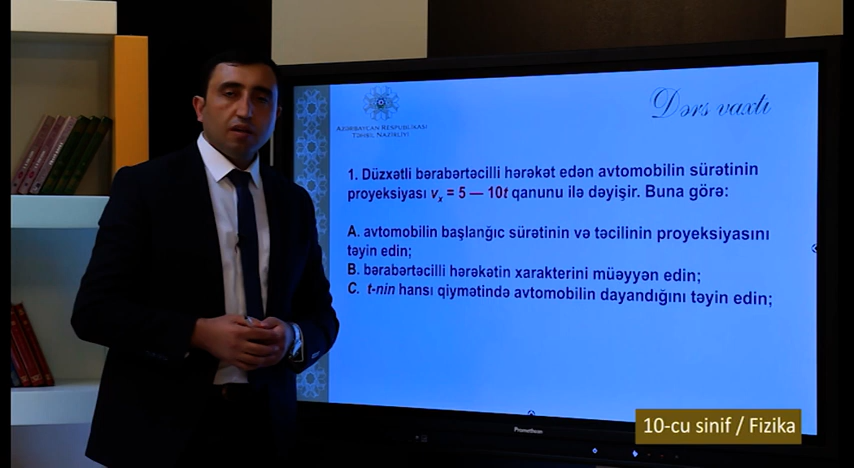 AZƏRBAYCAN RESPUBLİKASI
TƏHSİL NAZİRLİYİ
Dərs vaxtı
1. Düzxətli bərabərtəcilli hərəkət edən avtomobilin sürətinin
proyeksiyası vₓ = 5 — 10t qanunu ilə dəyişir. Buna görə:
A. avtomobilin başlanğıc sürətinin və təcilinin proyeksiyasını
təyin edin;
B. bərabərtəcilli hərəkətin xarakterini müəyyən edin;
C. t-nin hansı qiymətində avtomobilin dayandığını təyin edin;
Promethean
10-cu sinif / Fizika